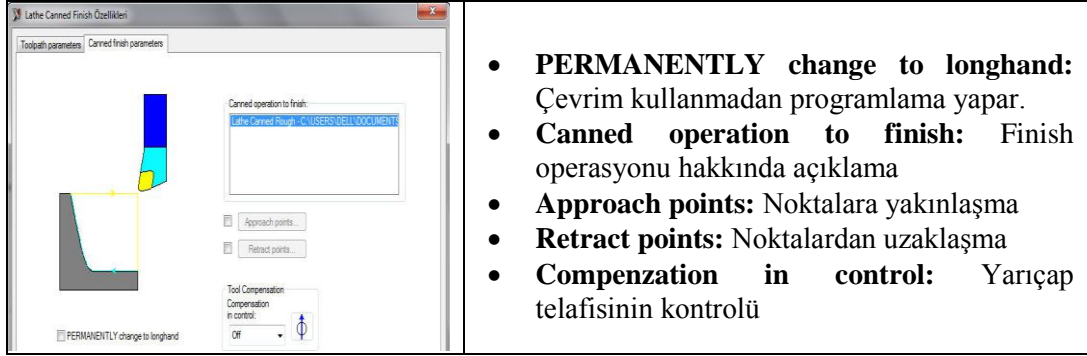 Lathe Canned Finish Özellikleri
Toolpath parameters Canned finish parameters
Canned operation to finish:
Lathe Canned Rough - C:\USERS\DELL\DOCUMENTS
Approach points...
Retract points...
Tool Compensation
Compensation
in control:
Off
PERMANENTLY change to longhand
• PERMANENTLY change to longhand:
Çevrim kullanmadan programlama yapar.
• Canned operation to finish: Finish
operasyonu hakkında açıklama
• Approach points: Noktalara yakınlaşma
• Retract points: Noktalardan uzaklaşma
• Compenzation in control: Yarıçap
telafisinin kontrolü